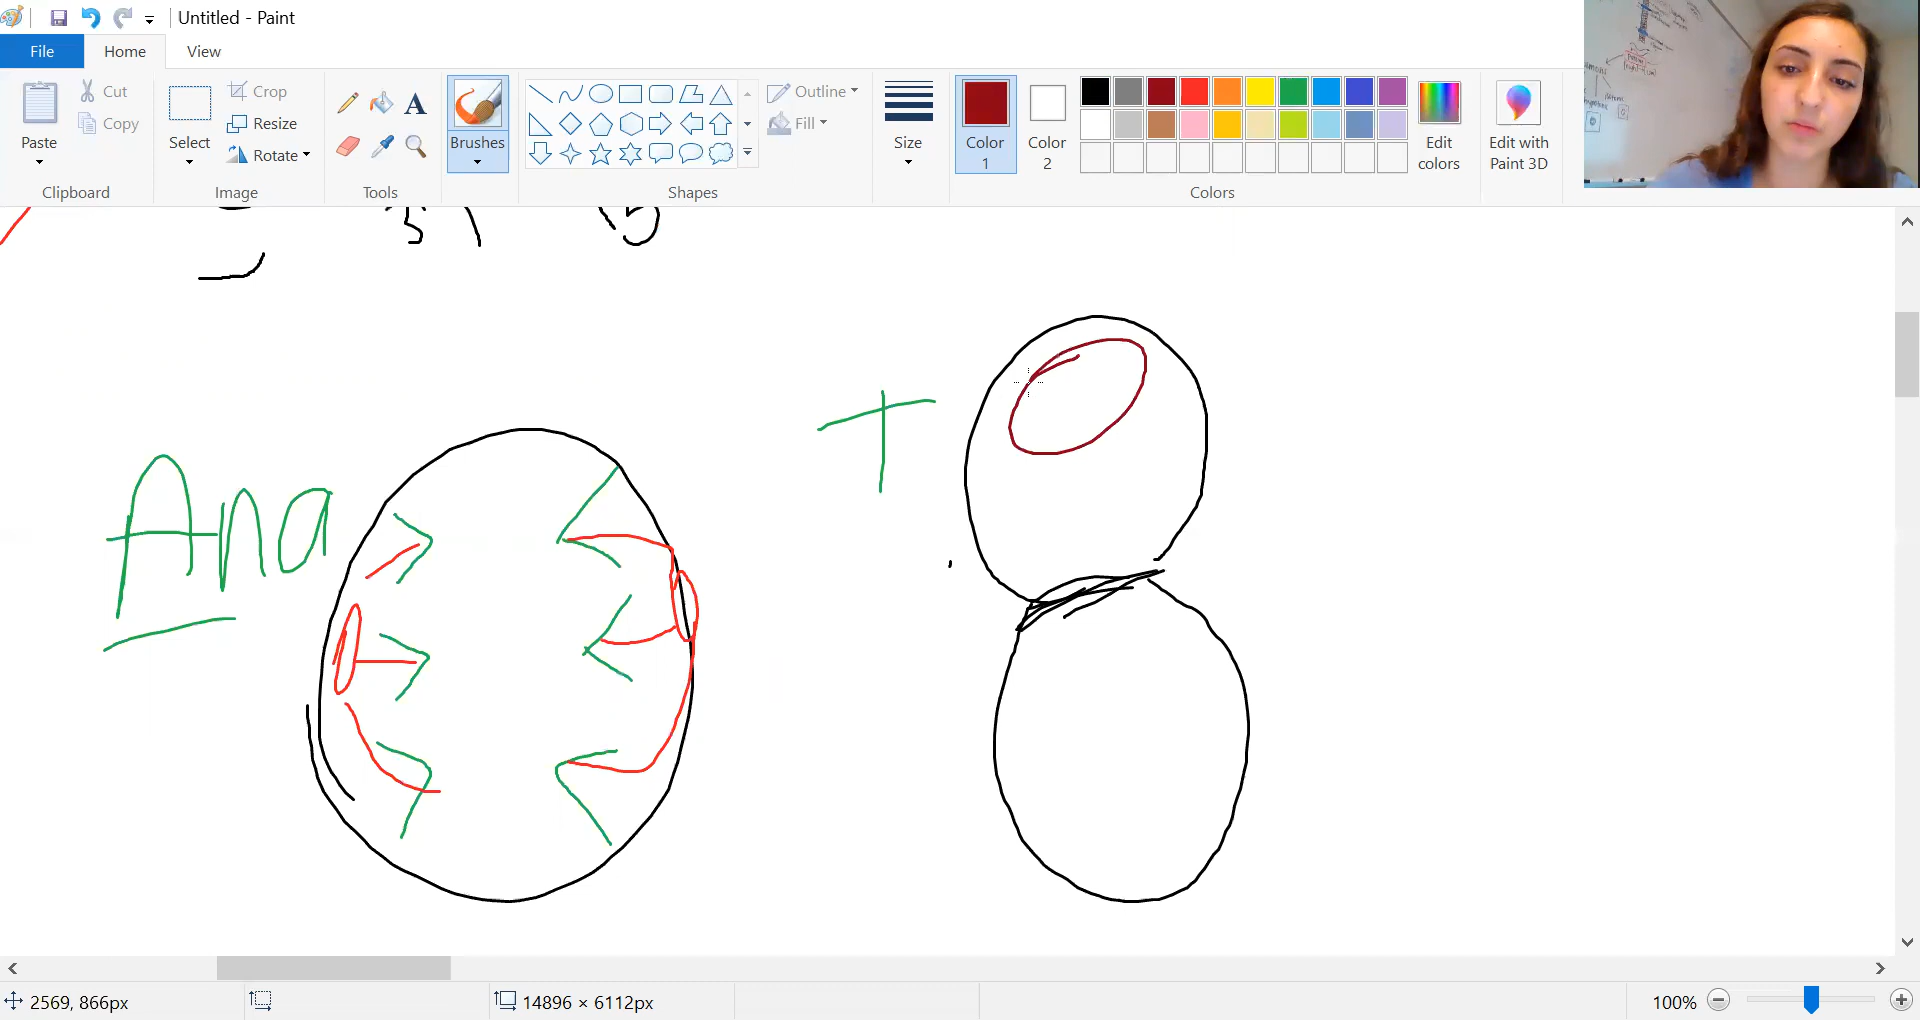 Untitled - Paint
File
Home
View
Paste
Cut
Copy
Clipboard
Select
Crop
Resize
Rotate
Image
Tools
Brushes
Shapes
Outline
Fill
Size
Color
1
Color
2
Colors
Edit
colors
Edit with
Paint 3D
T
Ana
2569, 866px
14896 × 6112px
100%